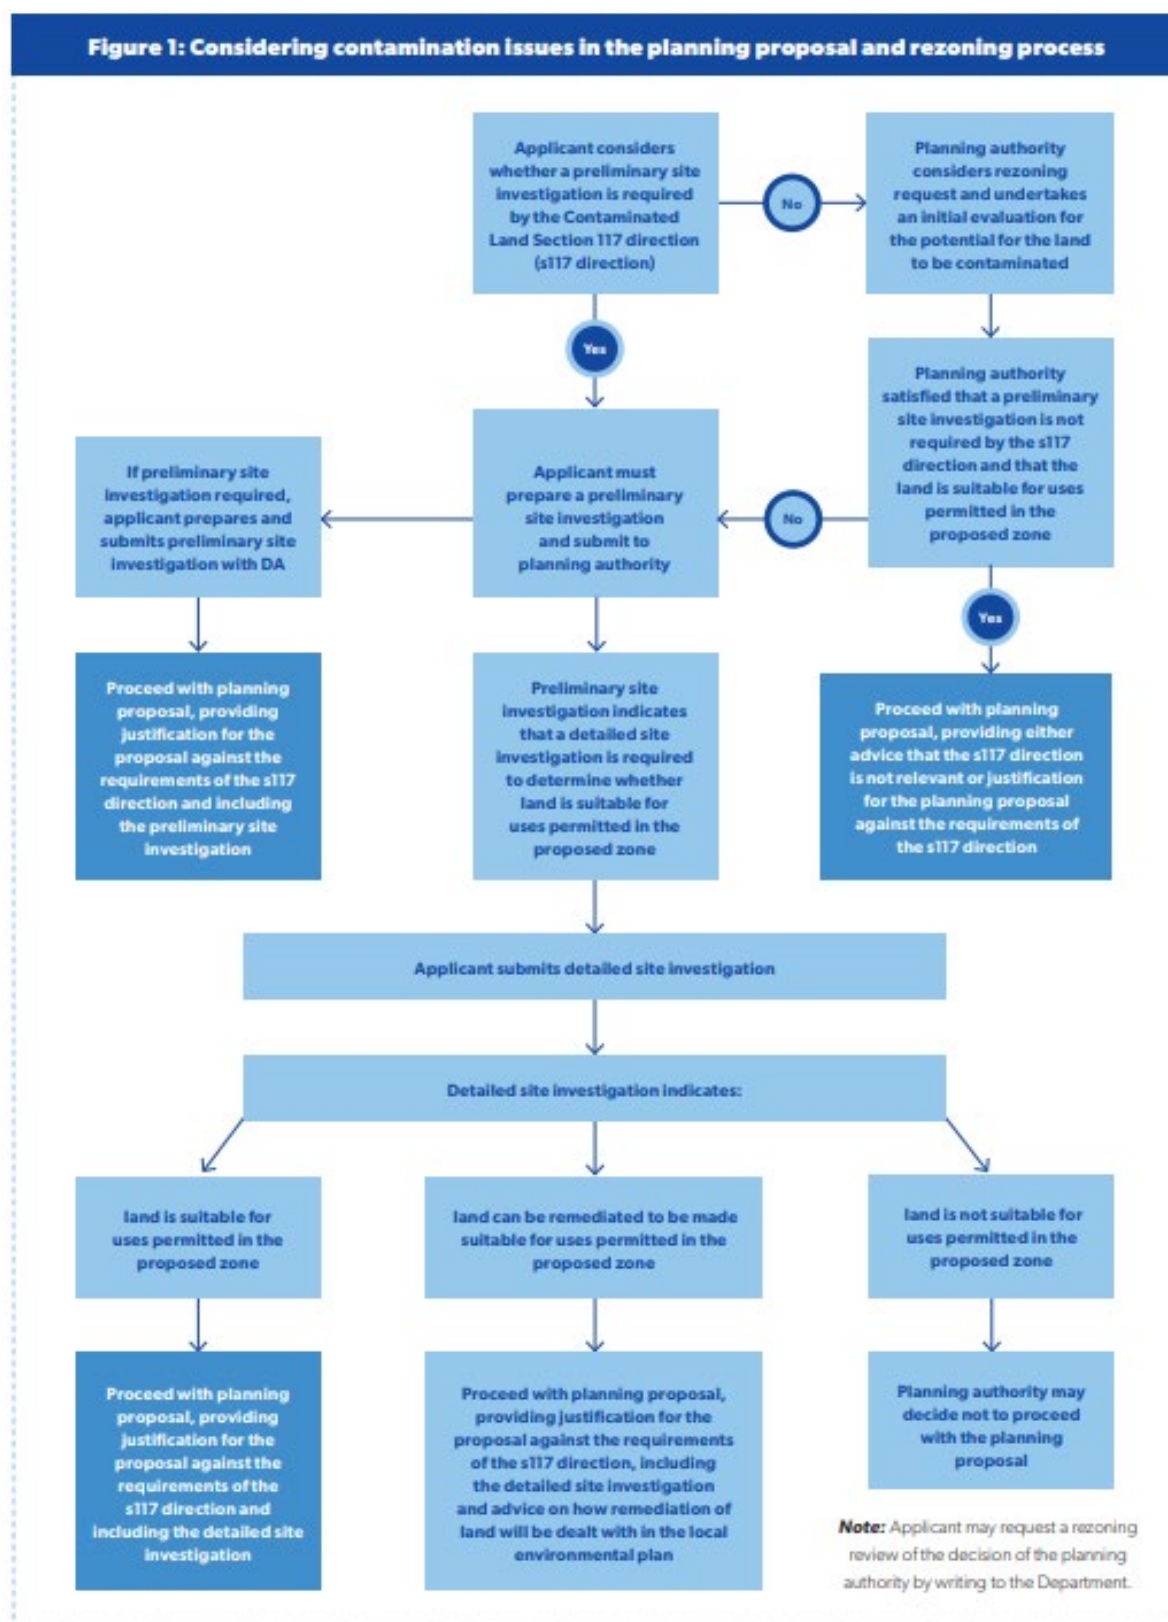 Figure 1: Considering contamination issues in the planning proposal and rezoning process
Applicant considers
whether a preliminary site
investigation is required
by the Contaminated
Land Section 117 direction
(s117 direction)
No
Planning authority
considers rezoning
request and undertakes
an initial evaluation for
the potential for the land
to be contaminated
Yes
Planning authority
satisfied that a preliminary
site investigation is not
required by the s117
direction and that the
land is suitable for uses
permitted in the
proposed zone
If preliminary site
investigation required,
applicant prepares and
submits preliminary site
investigation with DA
Applicant must
prepare a preliminary
site investigation
and submit to
planning authority
No
Yes
Proceed with planning
proposal, providing
justification for the
proposal against the
requirements of the s117
direction and including
the preliminary site
investigation
Preliminary site
investigation indicates
that a detailed site
investigation is required
to determine whether
land is suitable for
uses permitted in the
proposed zone
Proceed with planning
proposal, providing either
advice that the s117 direction
is not relevant or justification
for the planning proposal
against the requirements of
the s117 direction
Applicant submits detailed site investigation
Detailed site investigation indicates:
land is suitable for
uses permitted in the
proposed zone
land can be remediated to be made
suitable for uses permitted in the
proposed zone
land is not suitable for
uses permitted in the
proposed zone
Proceed with planning
proposal, providing
justification for the
proposal against the
requirements of the
s117 direction and
including the detailed site
investigation
Proceed with planning proposal,
providing justification for the
proposal against the requirements
of the s117 direction, including
the detailed site investigation
and advice on how remediation of
land will be dealt with in the local
environmental plan
Planning authority may
decide not to proceed
with the planning
proposal
Note: Applicant may request a rezoning
review of the decision of the planning
authority by writing to the Department.